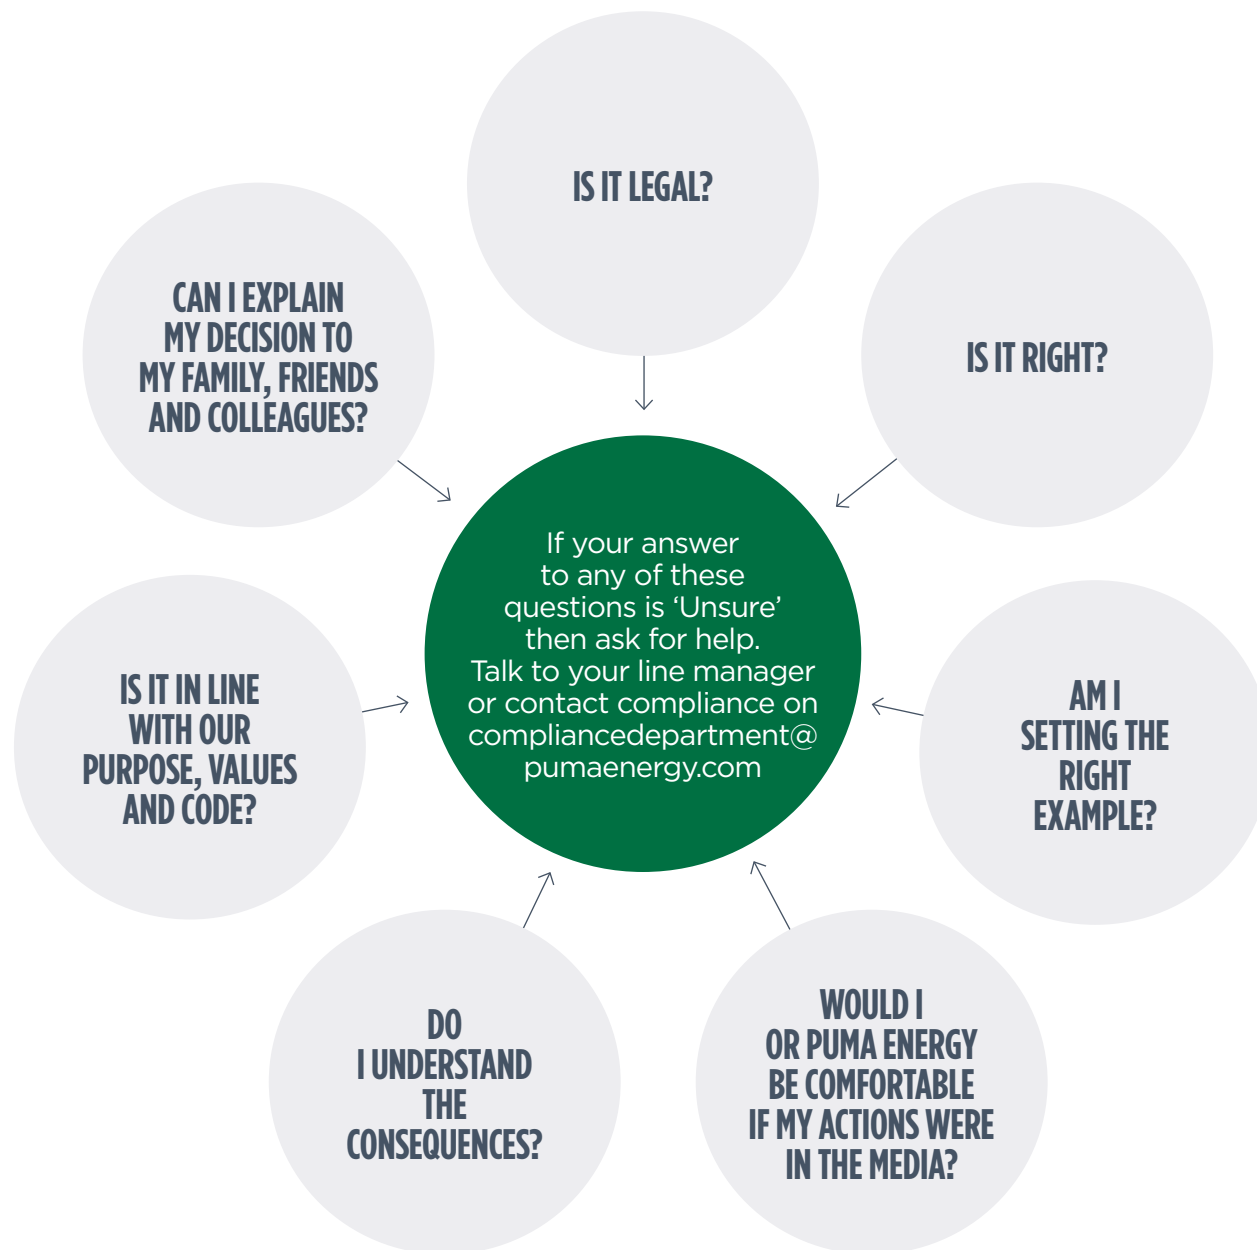 IS IT LEGAL?
IS IT RIGHT?
AM I
SETTING THE
RIGHT
EXAMPLE?
WOULD I
OR PUMA ENERGY
BE COMFORTABLE
IF MY ACTIONS WERE
IN THE MEDIA?
DO
I UNDERSTAND
THE
CONSEQUENCES?
IS IT IN LINE
WITH OUR
PURPOSE, VALUES
AND CODE?
CAN I EXPLAIN
MY DECISION TO
MY FAMILY, FRIENDS
AND COLLEAGUES?
If your answer
to any of these
questions is ‘Unsure’
then ask for help.
Talk to your line manager
or contact compliance on
compliancedepartment@
pumaenergy.com